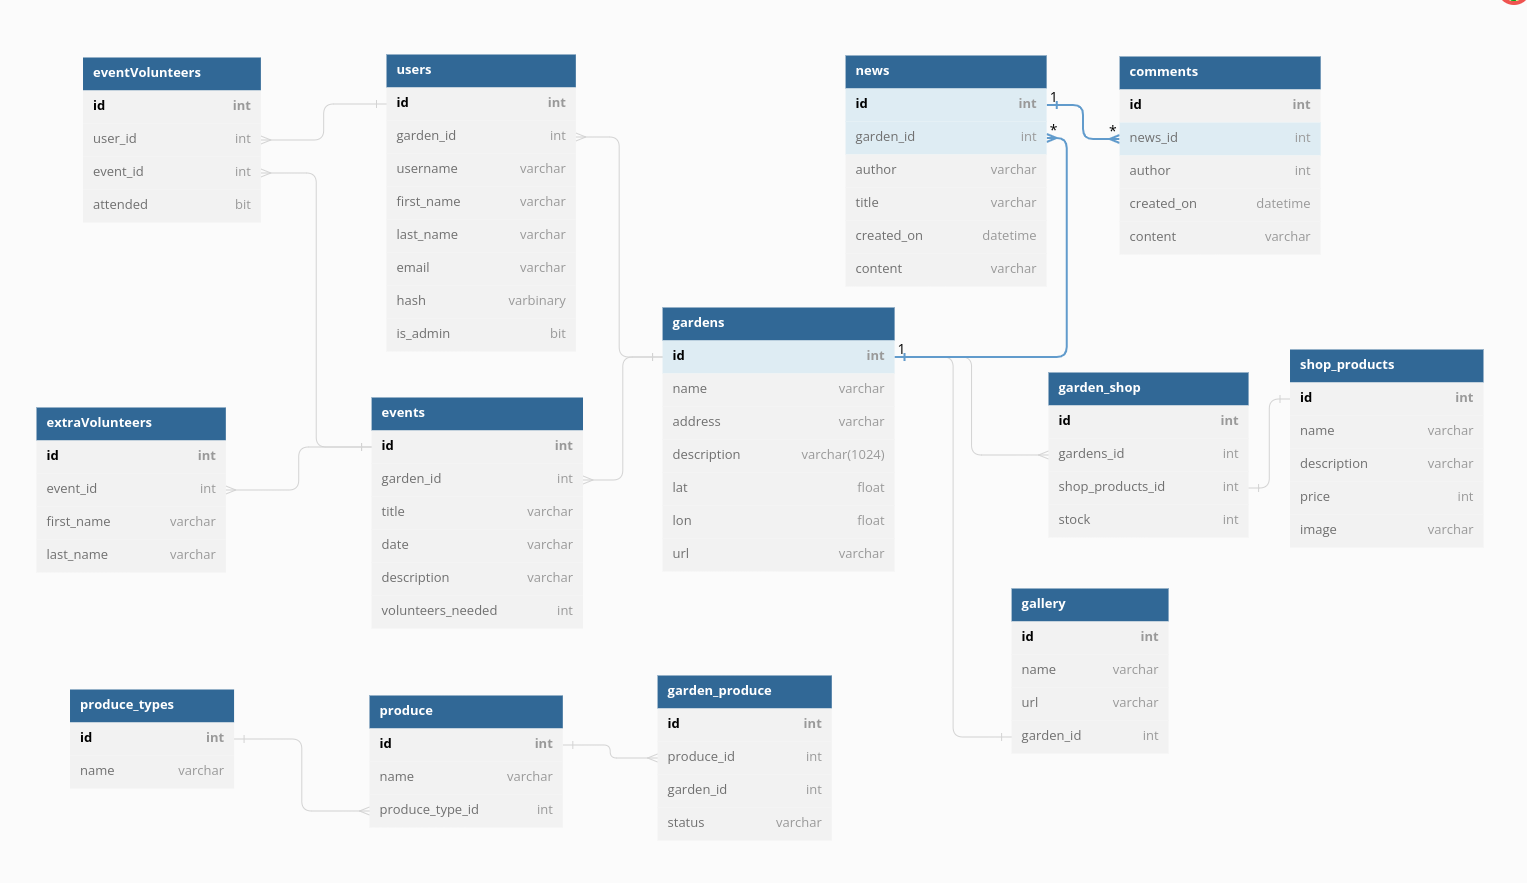 eventVolunteers
id int
user_id int
event_id int
attended bit
users
id int
garden_id int
username varchar
first_name varchar
last_name varchar
email varchar
hash varbinary
is_admin bit
news
id int
garden_id int
author varchar
title varchar
created_on datetime
content varchar
1
*
*
comments
id int
news_id int
author int
created_on datetime
content varchar
gardens
id int
name varchar
address varchar
description varchar(1024)
lat float
lon float
url varchar
1
garden_shop
id int
gardens_id int
shop_products_id int
stock int
shop_products
id int
name varchar
description varchar
price int
image varchar
extraVolunteers
id int
event_id int
first_name varchar
last_name varchar
events
id int
garden_id int
title varchar
date varchar
description varchar
volunteers_needed int
gallery
id int
name varchar
url varchar
garden_id int
produce_types
id int
name varchar
produce
id int
name varchar
produce_type_id int
garden_produce
id int
produce_id int
garden_id int
status varchar